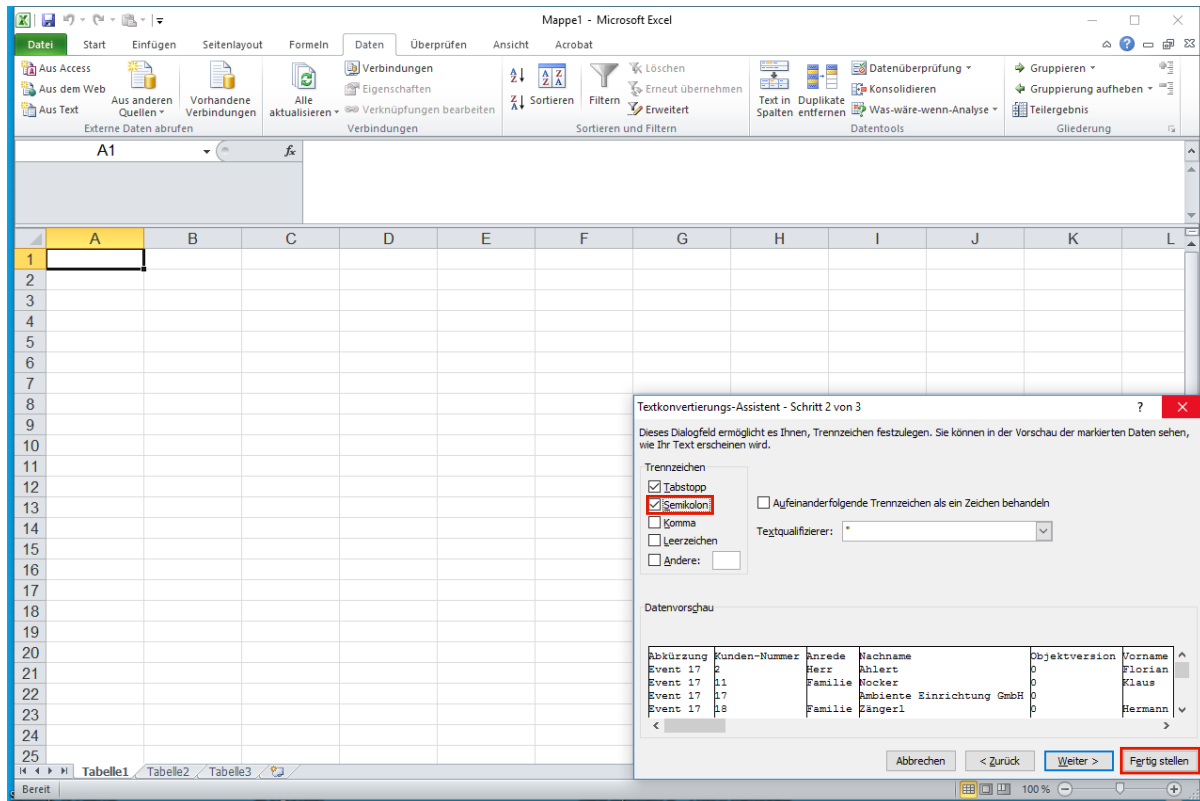 Mappe1 - Microsoft Excel
Datei Start Einfügen Seitenlayout Formeln Daten Überprüfen Ansicht Acrobat
Aus Access
Aus dem Web
Aus Text
Aus anderen Quellen
Vorhandene Verbindungen
Externe Daten abrufen
Alle aktualisieren
Verbindungen
Eigenschaften
Verknüpfungen bearbeiten
Verbindungen
Sortieren
Filtern
Löschen
Erneut übernehmen
Erweitert
Sortieren und Filtern
Text in Spalten
Duplikate entfernen
Datenüberprüfung
Konsolidieren
Was-wäre-wenn-Analyse
Datentools
Gruppieren
Gruppierung aufheben
Teilergebnis
Gliederung
A1 fx
A B C D E F G H I J K L
1
2
3
4
5
6
7
8
9
10
11
12
13
14
15
16
17
18
19
20
21
22
23
24
25
Textkonvertierungs-Assistent - Schritt 2 von 3 ?
Dieses Dialogfeld ermöglicht es Ihnen, Trennzeichen festzulegen. Sie können in der Vorschau der markierten Daten sehen,
wie Ihr Text erscheinen wird.
Trennzeichen
Tabstopp
Semikolon
Komma
Leerzeichen
Andere:
Aufeinanderfolgende Trennzeichen als ein Zeichen behandeln
Textqualifizierer: "
Datenvorschau
Abkürzung Kunden-Nummer Anrede Nachname Objektversion Vorname
Event 17 2 Herr Ahlert 0 Florian
Event 17 11 Familie Nocker 0 Klaus
Event 17 17 Ambiente Einrichtung GmbH 0
Event 17 18 Familie Zängerl 0 Hermann
Abbrechen < Zurück Weiter > Fertig stellen
Tabelle1 Tabelle2 Tabelle3
Bereit 100 %